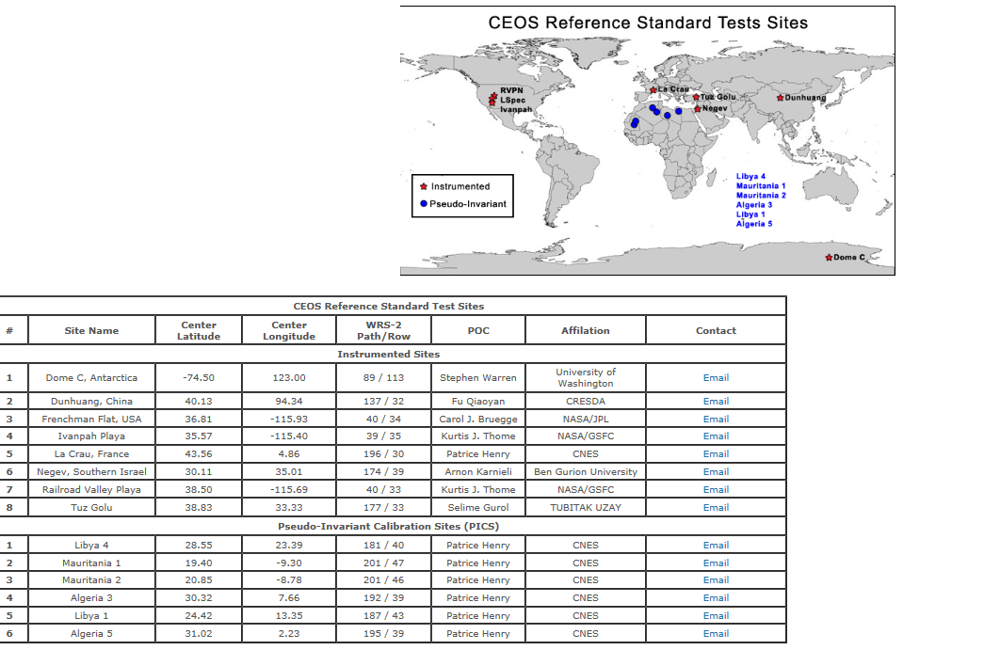 CEOS Reference Standard Tests Sites
RVPN
LSpec
Ivanpah
La Crau
Tuz Golu
Negev
Dunhuang
Instrumented
Pseudo-Invariant
Libya 4
Mauritania 1
Mauritania 2
Algeria 3
Libya 1
Algeria 5
Dome C
CEOS Reference Standard Test Sites
# Site Name Center Latitude Center Longitude WRS-2 Path/Row POC Affilation Contact
Instrumented Sites
1 Dome C, Antarctica -74.50 123.00 89 / 113 Stephen Warren University of Washington Email
2 Dunhuang, China 40.13 94.34 137 / 32 Fu Qiaoyan CRESDA Email
3 Frenchman Flat, USA 36.81 -115.93 40 / 34 Carol J. Bruegge NASA/JPL Email
4 Ivanpah Playa 35.57 -115.40 39 / 35 Kurtis J. Thome NASA/GSFC Email
5 La Crau, France 43.56 4.86 196 / 30 Patrice Henry CNES Email
6 Negev, Southern Israel 30.11 35.01 174 / 39 Arnon Karnieli Ben Gurion University Email
7 Railroad Valley Playa 38.50 -115.69 40 / 33 Kurtis J. Thome NASA/GSFC Email
8 Tuz Golu 38.83 33.33 177 / 33 Selime Gurol TUBITAK UZAY Email
Pseudo-Invariant Calibration Sites (PICS)
1 Libya 4 28.55 23.39 181 / 40 Patrice Henry CNES Email
2 Mauritania 1 19.40 -9.30 201 / 47 Patrice Henry CNES Email
3 Mauritania 2 20.85 -8.78 201 / 46 Patrice Henry CNES Email
4 Algeria 3 30.32 7.66 192 / 39 Patrice Henry CNES Email
5 Libya 1 24.42 13.35 187 / 43 Patrice Henry CNES Email
6 Algeria 5 31.02 2.23 195 / 39 Patrice Henry CNES Email